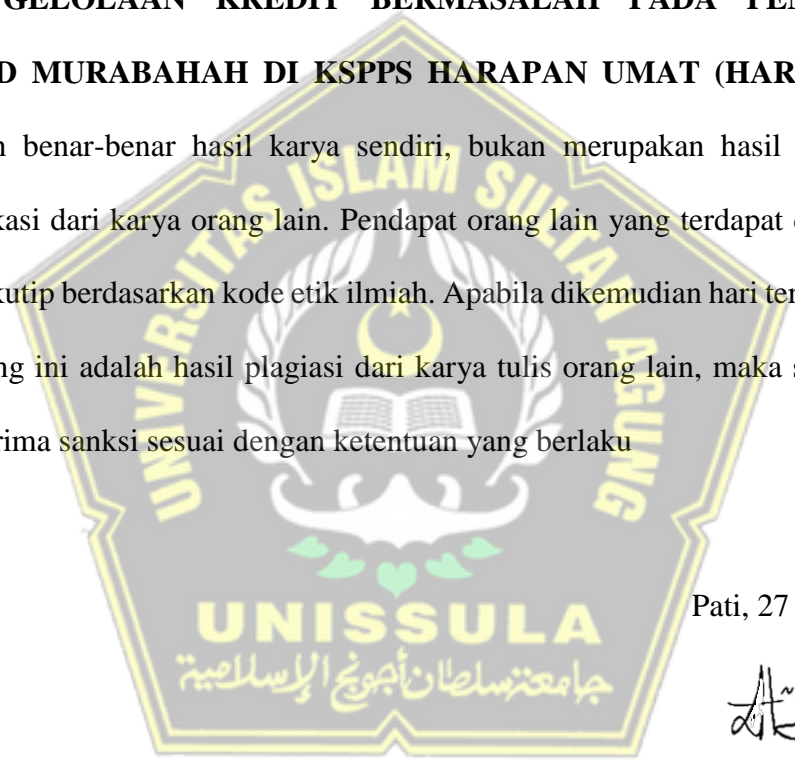 GELOLAAN KREDIT BERMASALAH PADA
D MURABAHAH DI KSPPS HARAPAN UMAT (HAR
benar-benar hasil karya sendiri, bukan merupakan hasil
kasi dari karya orang lain. Pendapat orang lain yang terdapat
kutip berdasarkan kode etik ilmiah. Apabila dikemudian hari
ng ini adalah hasil plagiasi dari karya tulis orang lain, maka s
rima sanksi sesuai dengan ketentuan yang berlaku
Pati, 27
UNIVERSITAS ISLAM SULTAN AGUNG
UNISSULA
جامعة سلطان أجونج الإسلامية